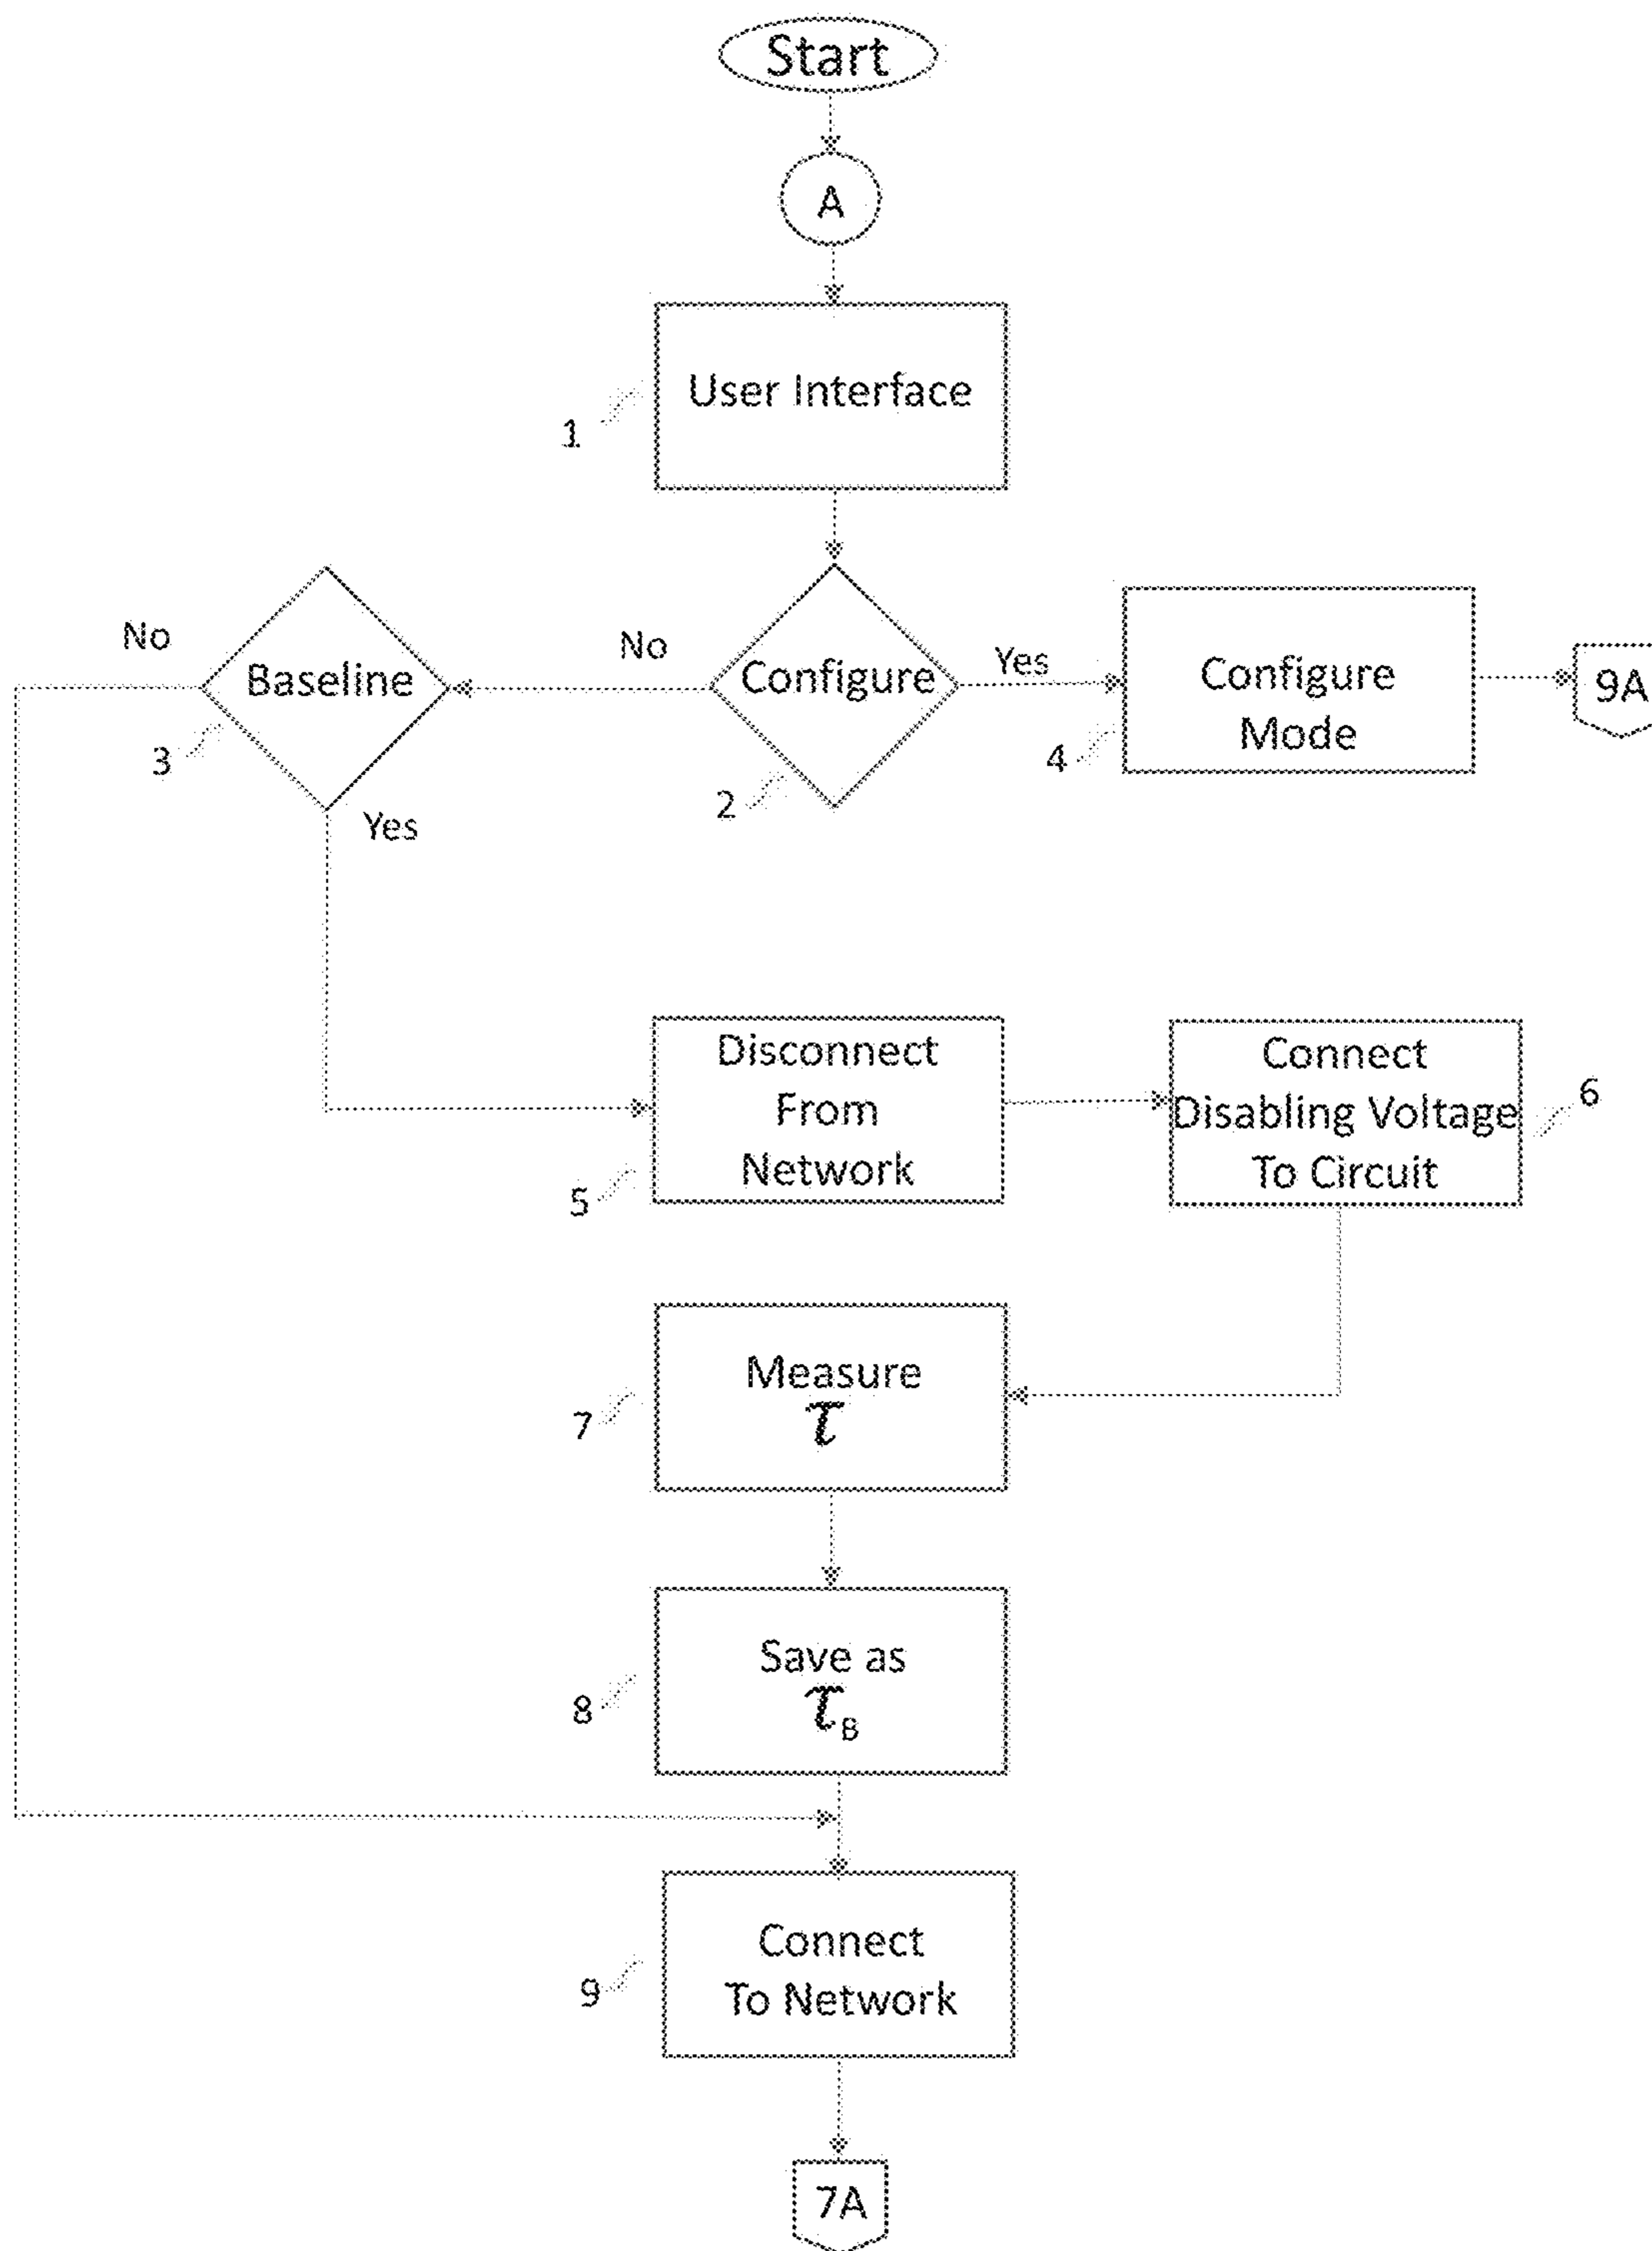 Start
A
User Interface
1
No
Baseline
3
Yes
No
Configure
2
Yes
Configure
Mode
4
9A
Disconnect
From
Network
5
Connect
Disabling Voltage
To Circuit
6
Measure
τ
7
Save as
τB
8
Connect
To Network
9
7A